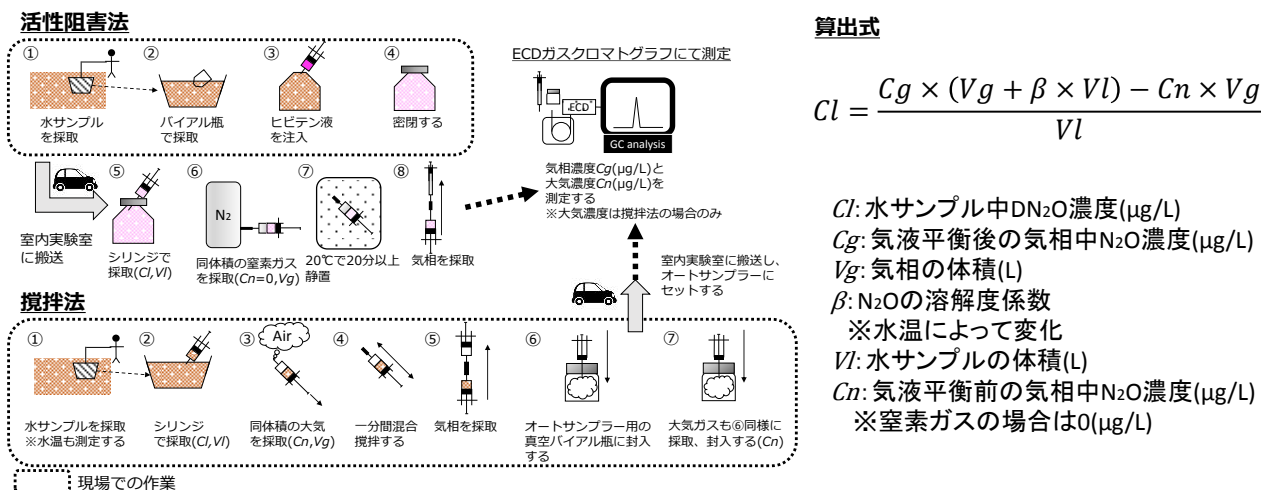 活性阻害法
①
②
③
④
水サンプル
を採取
バイアル瓶
で採取
ヒビテン液
を注入
密閉する
⑤
⑥
⑦
⑧
N2
室内実験室
に搬送
シリンジで
採取(Cl,Vl)
同体積の窒素ガス
を採取(Cn=0,Vg)
20℃で20分以上
静置
気相を採取
ECDガスクロマトグラフにて測定
ECD
GC analysis
気相濃度Cg(μg/L)と
大気濃度Cn(μg/L)を
測定する
※大気濃度は撹拌法の場合のみ
室内実験室に搬送し、
オートサンプラーに
セットする
撹拌法
①
②
③
④
⑤
⑥
⑦
Air
水サンプルを採取
※水温も測定する
シリンジ
で採取(Cl,Vl)
同体積の大気
を採取(Cn,Vg)
一分間混合
撹拌する
気相を採取
オートサンプラー用の
真空バイアル瓶に封入
する
大気ガスも⑥同様に
採取、封入する(Cn)
現場での作業
算出式
Cl = (Cg × (Vg + β × Vl) − Cn × Vg) / Vl
Cl: 水サンプル中DN2O濃度(μg/L)
Cg: 気液平衡後の気相中N2O濃度(μg/L)
Vg: 気相の体積(L)
β: N2Oの溶解度係数
※水温によって変化
Vl: 水サンプルの体積(L)
Cn: 気液平衡前の気相中N2O濃度(μg/L)
※窒素ガスの場合は0(μg/L)